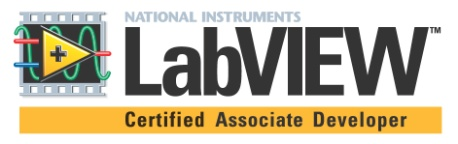 NATIONAL INSTRUMENTS
LabVIEW™
Certified Associate Developer